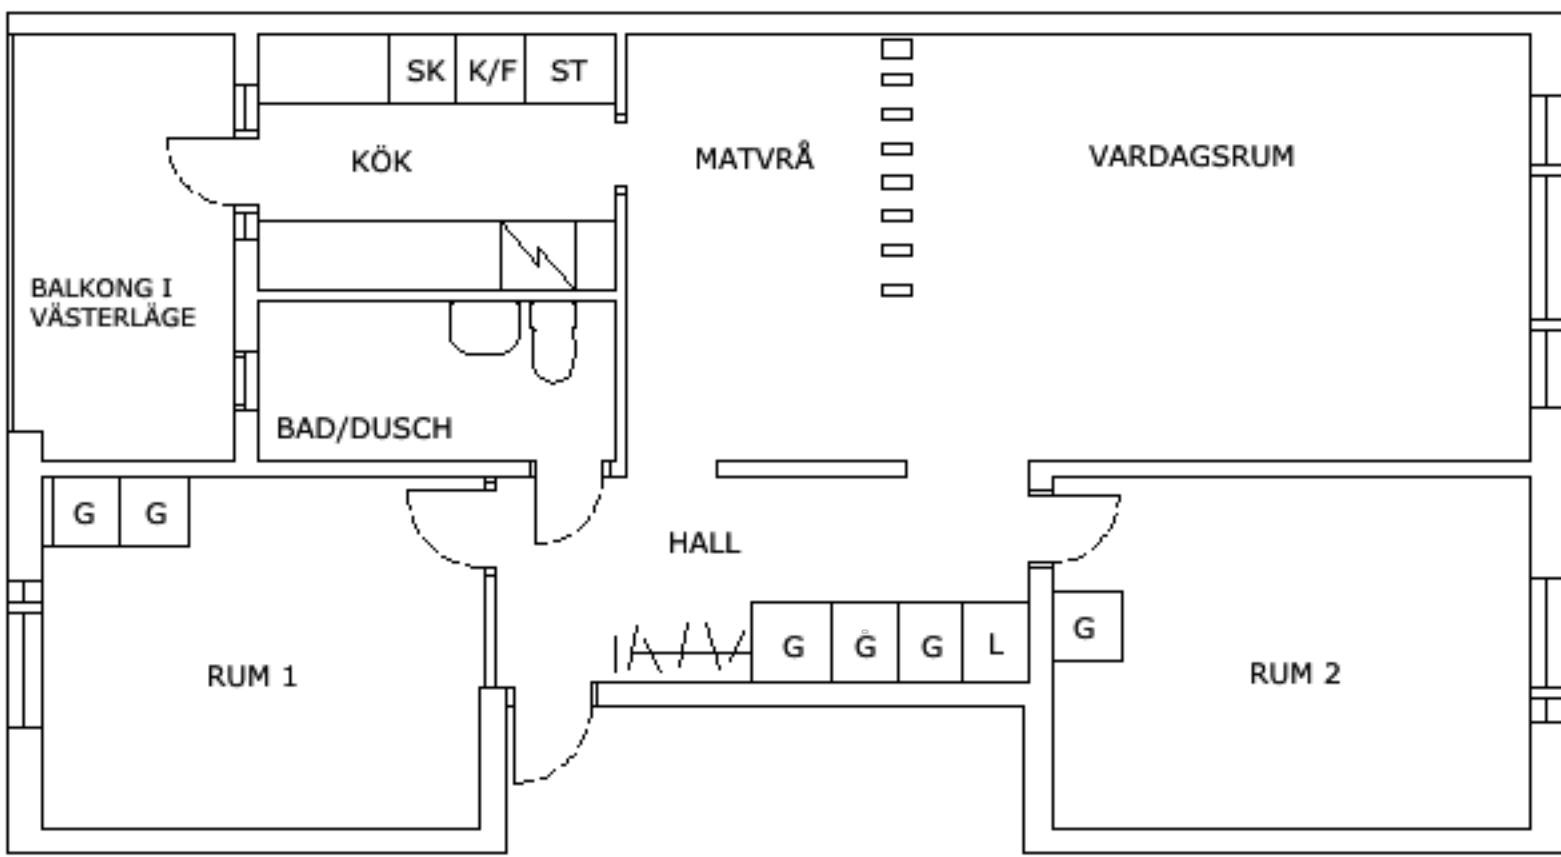 SK K/F ST
KÖK
MATVRÅ
VARDAGSRUM
BALKONG I
VÄSTERLÄGE
BAD/DUSCH
G G
HALL
G G G L
G
RUM 1
RUM 2